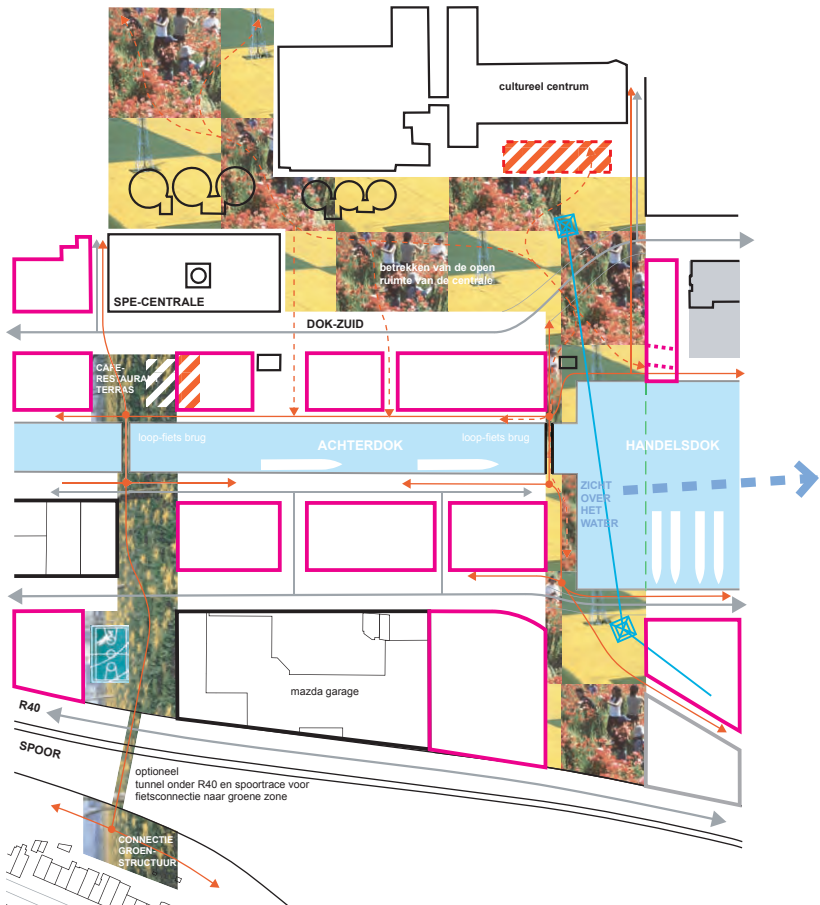 cultureel centrum
betrekken van de open
ruimte van de centrale
SPE-CENTRALE
DOK-ZUID
CAFE-
RESTAURANT
TERRAS
loop-fiets brug
ACHTERDOK
loop-fiets brug
HANDELSDOK
ZICHT
OVER
HET
WATER
mazda garage
R40
SPOOR
optioneel
tunnel onder R40 en spoortrace voor
fietsconnectie naar groene zone
CONNECTIE
GROEN-
STRUCTUUR